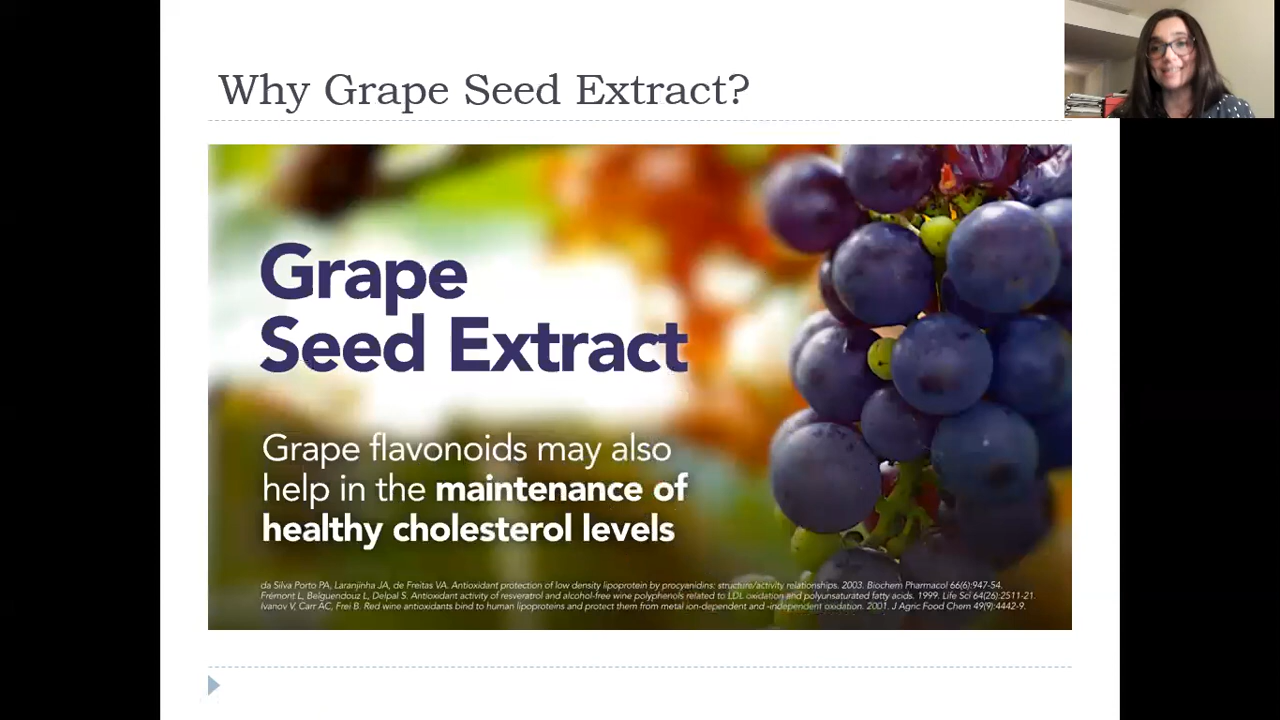 Why Grape Seed Extract?
Grape
Seed Extract
Grape flavonoids may also
help in the maintenance of
healthy cholesterol levels
da Silva Porto PA, Laranjinha JA, de Freitas VA. Antioxidant protection of low density lipoprotein by procyanidins: structure/activity relationships. 2003. Biochem Pharmacol 66(6):947-54.
Frémont L, Belguendouz L, Delpal S. Antioxidant activity of resveratrol and alcohol-free wine polyphenols related to LDL oxidation and polyunsaturated fatty acids. 1999. Life Sci 64(26):2511-21.
Ivanov V, Carr AC, Frei B. Red wine antioxidants bind to human lipoproteins and protect them from metal ion-dependent and -independent oxidation. 2001. J Agric Food Chem 49(9):4442-9.